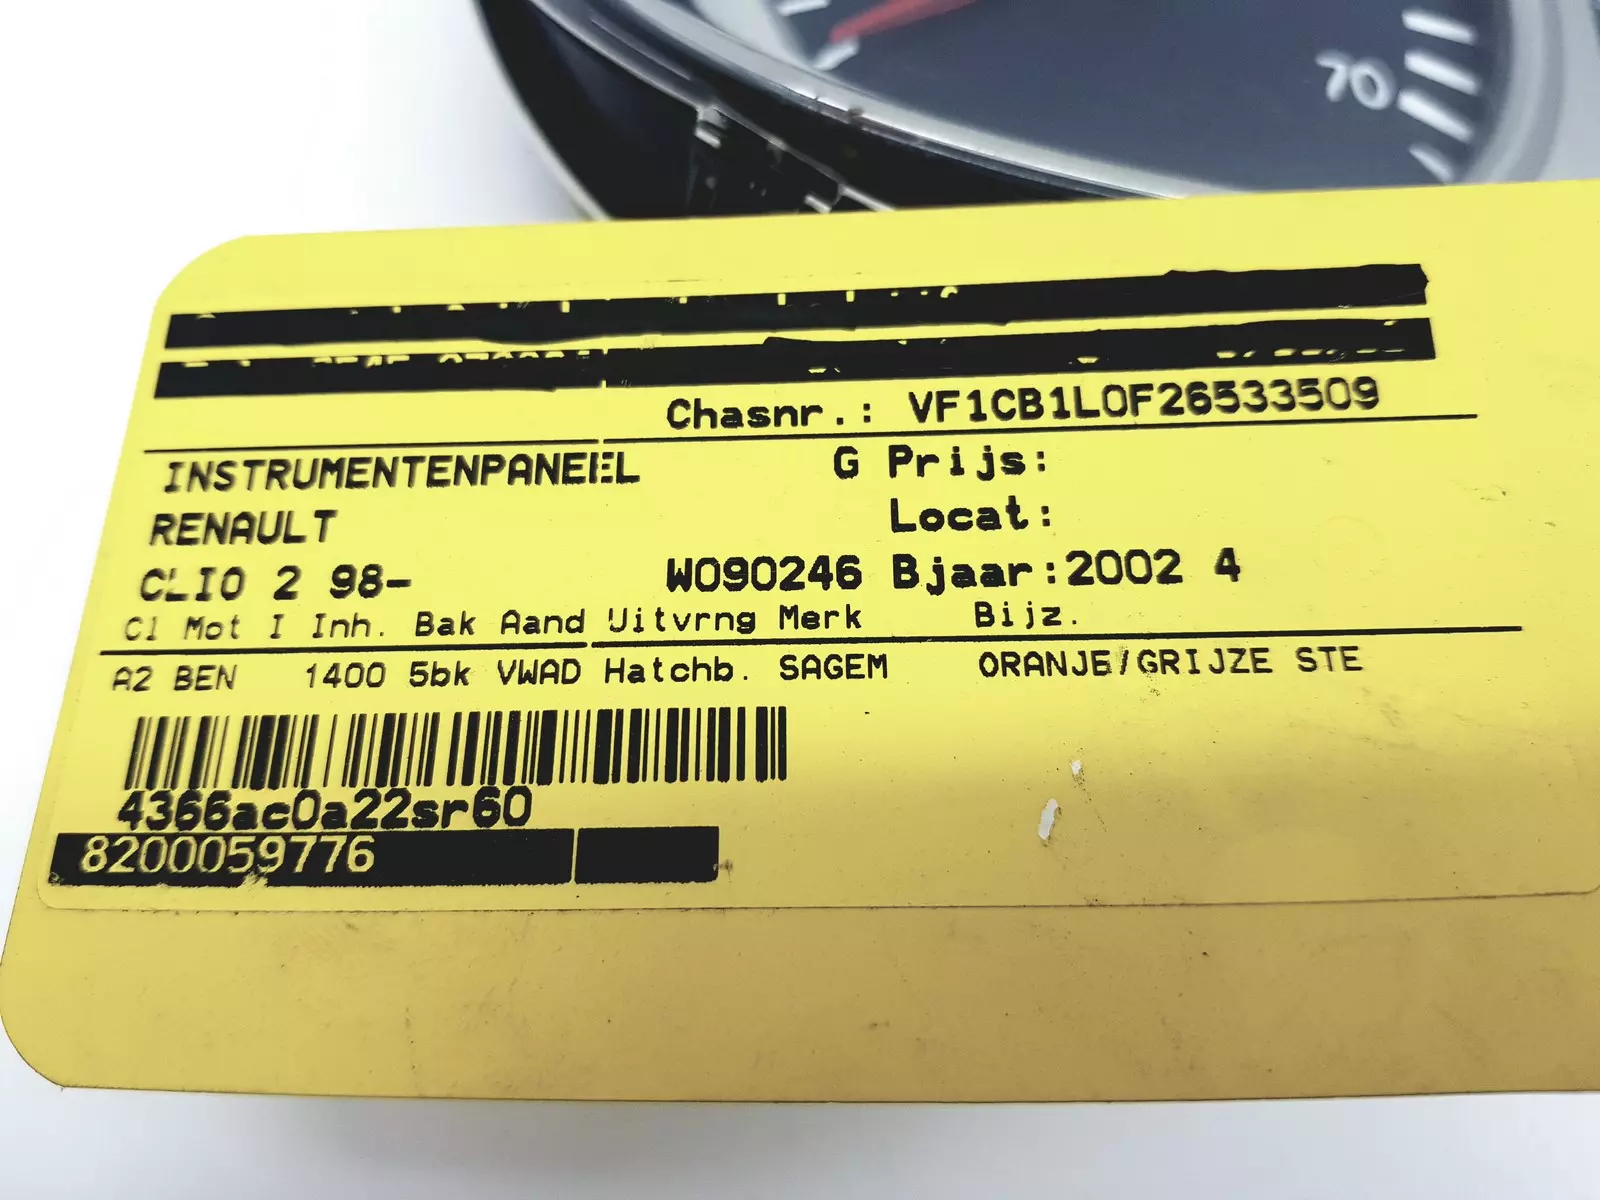 70
Chasnr.: VF1CB1L0F26533509
INSTRUMENTENPANEEL G Prijs:
RENAULT Locat:
CLIO 2 98- W090246 Bjaar:2002 4
Cl Mot I Inh. Bak Aand Uitvrng Merk Bijz.
A2 BEN 1400 5bk VWAD Hatchb. SAGEM ORANJE/GRIJZE STE
4366ac0a22sr60
8200059776